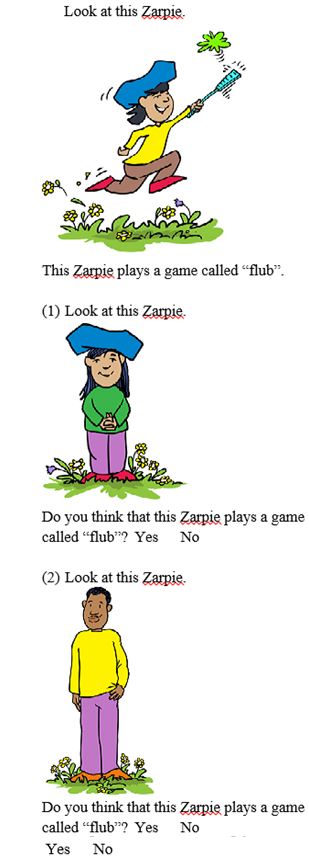 Look at this Zarpie.
This Zarpie plays a game called “flub”.
(1) Look at this Zarpie.
Do you think that this Zarpie plays a game
called “flub”? Yes No
(2) Look at this Zarpie.
Do you think that this Zarpie plays a game
called “flub”? Yes No
Yes No